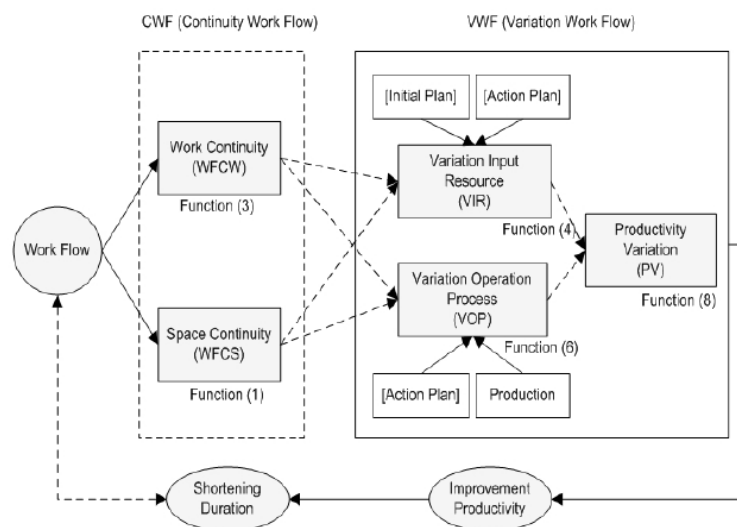 CWF (Continuity Work Flow)
VWF (Variation Work Flow)
[Initial Plan]
[Action Plan]
Work Continuity
(WFCW)
Function (3)
Variation Input
Resource
(VIR)
Function (4)
Work Flow
Productivity
Variation
(PV)
Function (8)
Variation Operation
Process
(VOP)
Function (6)
Space Continuity
(WFCS)
Function (1)
[Action Plan]
Production
Shortening
Duration
Improvement
Productivity